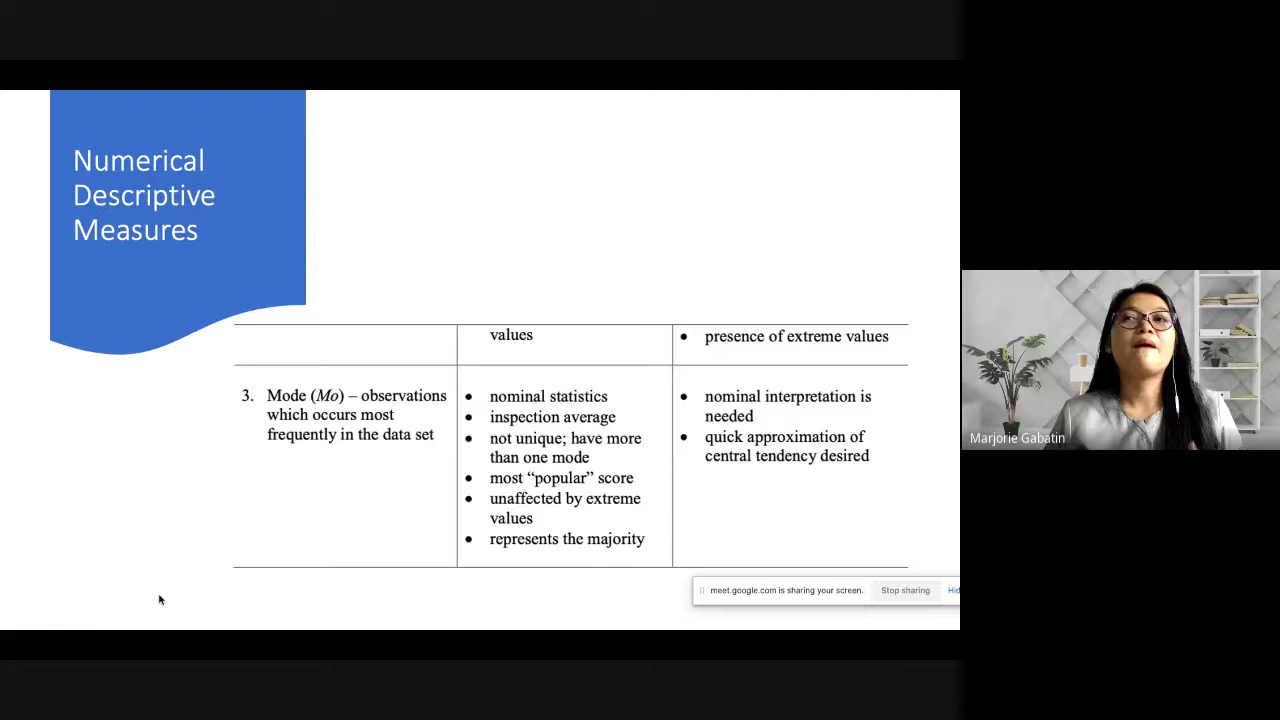 Numerical
Descriptive
Measures
values
• presence of extreme values
3. Mode (Mo) – observations
which occurs most
frequently in the data set
• nominal statistics
• inspection average
• not unique; have more
than one mode
• most “popular” score
• unaffected by extreme
values
• represents the majority
• nominal interpretation is
needed
• quick approximation of
central tendency desired
meet.google.com is sharing your screen.
Stop sharing
Hid
Marjorie Gabatin